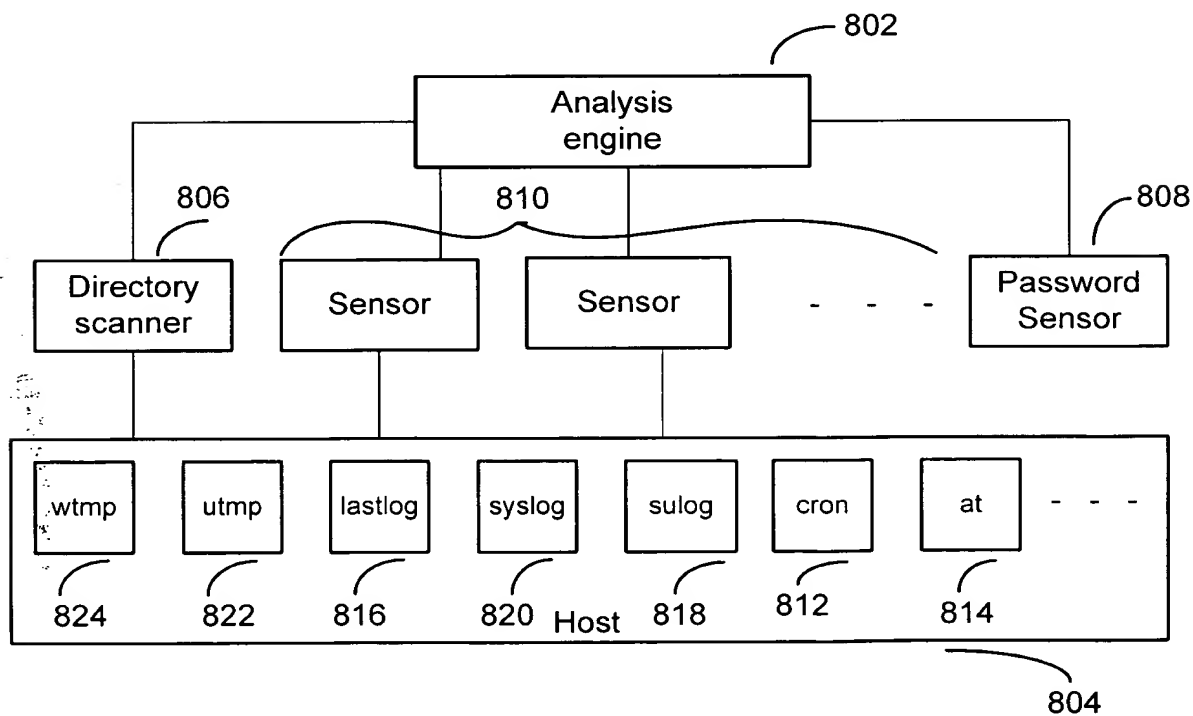 802
Analysis
engine
806
810
808
Directory
scanner
Sensor
Sensor
- - -
Password
Sensor
wtmp
utmp
lastlog
syslog
sulog
cron
at
- - -
824
822
816
820
Host
818
812
814
804